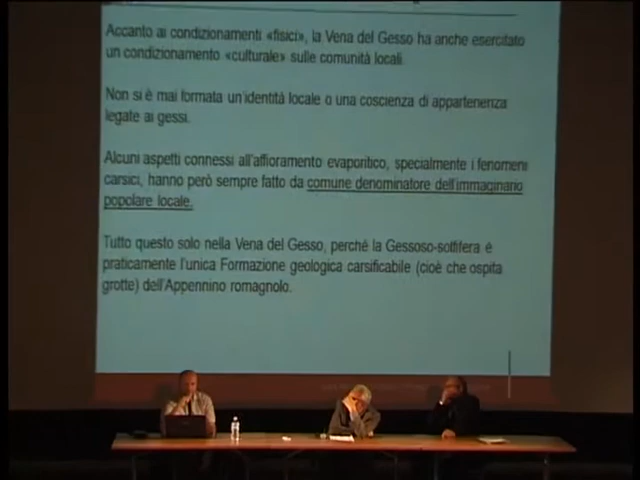 Accanto ai condizionamenti «fisici», la Vena del Gesso ha anche esercitato
un condizionamento «culturale» sulle comunità locali.
Non si è mai formata un'identità locale o una coscienza di appartenenza
legate ai gessi.
Alcuni aspetti connessi all'affioramento evaporitico, specialmente i fenomeni
carsici, hanno però sempre fatto da comune denominatore dell'immaginario
popolare locale.
Tutto questo solo nella Vena del Gesso, perché la Gessoso-solfifera è
praticamente l'unica Formazione geologica carsificabile (cioè che ospita
grotte) dell'Appennino romagnolo.